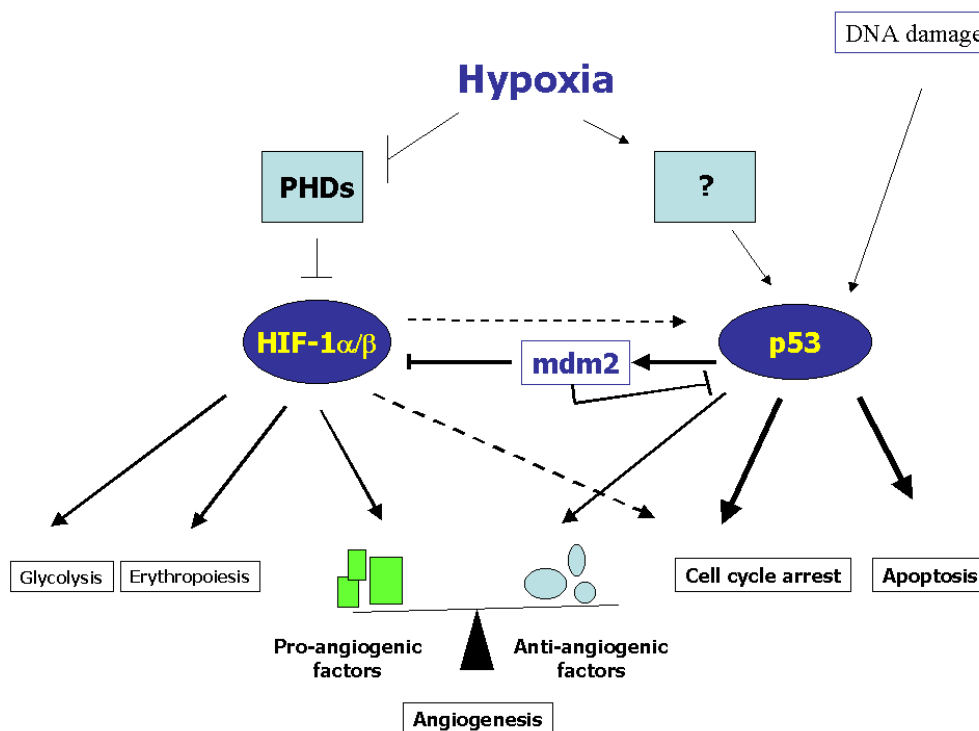 DNA damage
Hypoxia
PHDs
?
HIF-1α/β
p53
mdm2
Glycolysis
Erythropoiesis
Cell cycle arrest
Apoptosis
Pro-angiogenic
factors
Anti-angiogenic
factors
Angiogenesis